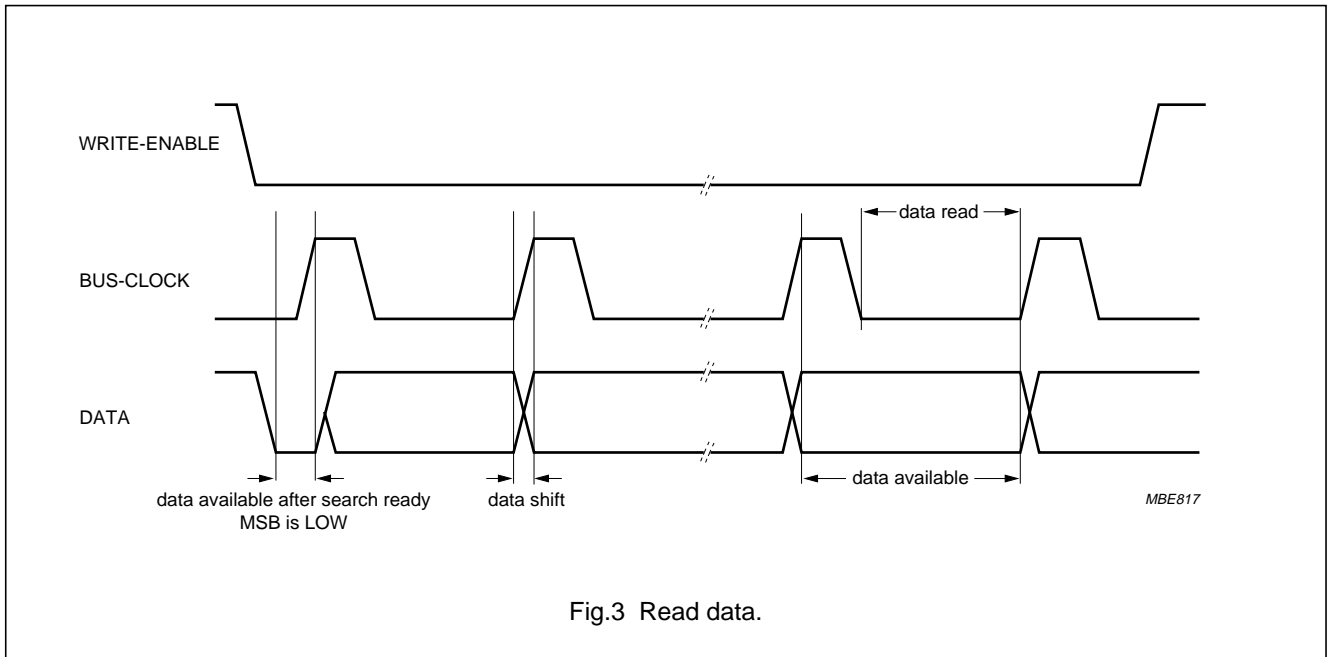 WRITE-ENABLE
data read
BUS-CLOCK
DATA
data available after search ready
MSB is LOW
data shift
data available
MBE817
Fig.3 Read data.